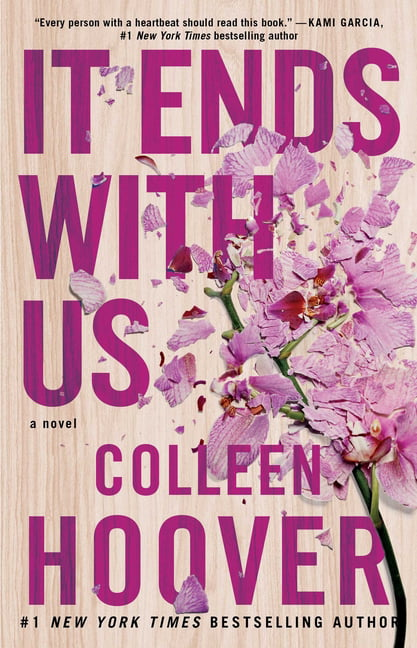 “Every person with a heartbeat should read this book.” —KAMI GARCIA,
#1 New York Times bestselling author
IT ENDS
WITH
US
a novel
COLLEEN
HOOVER
#1 NEW YORK TIMES BESTSELLING AUTHOR